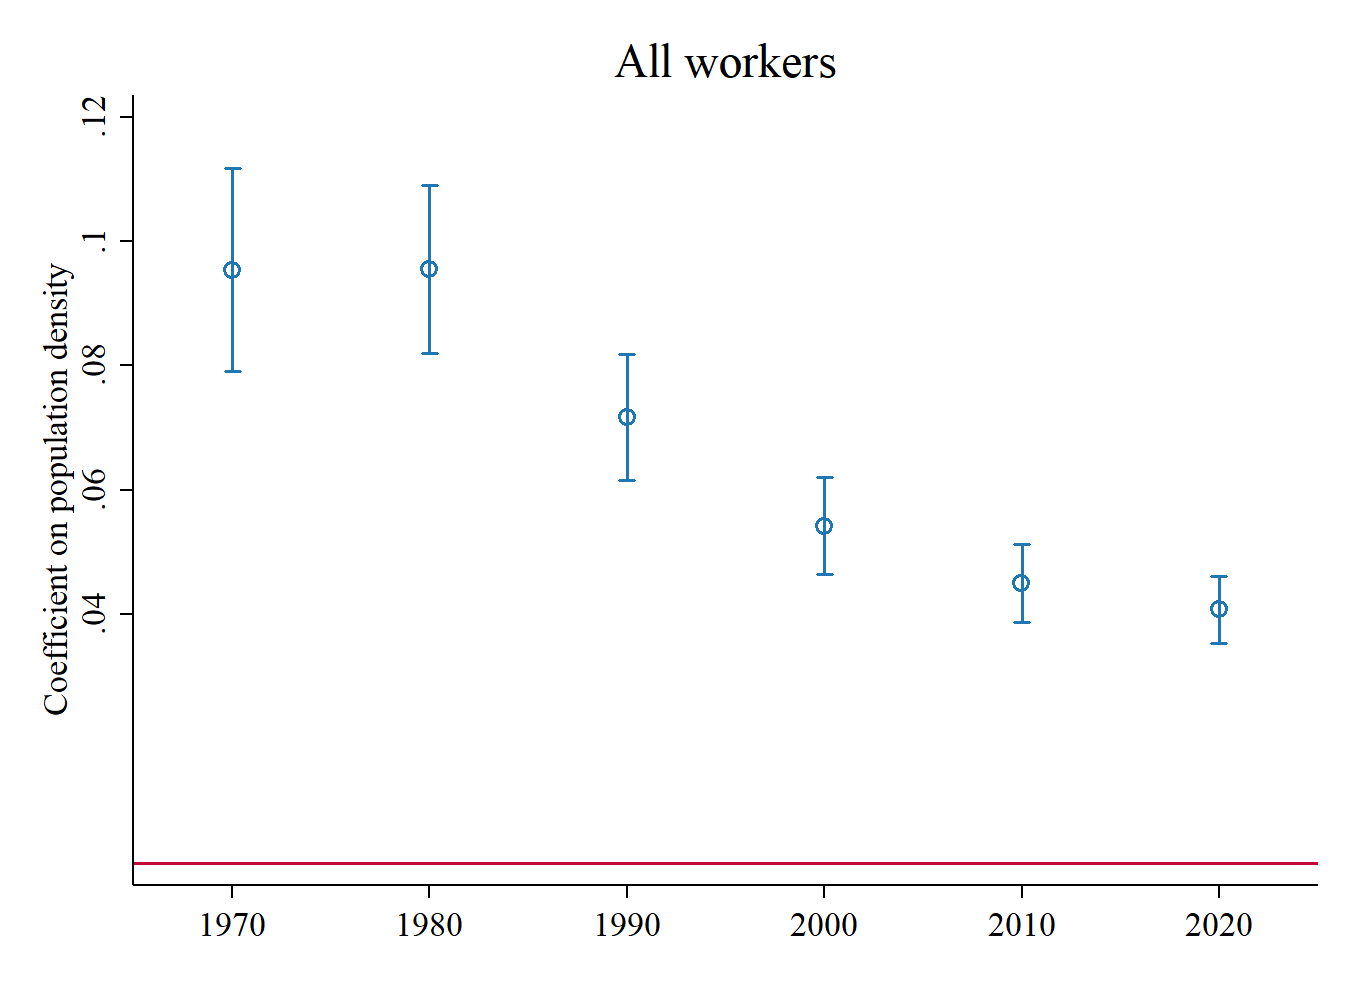 All workers
Coefficient on population density
.12
.1
.08
.06
.04
1970 1980 1990 2000 2010 2020